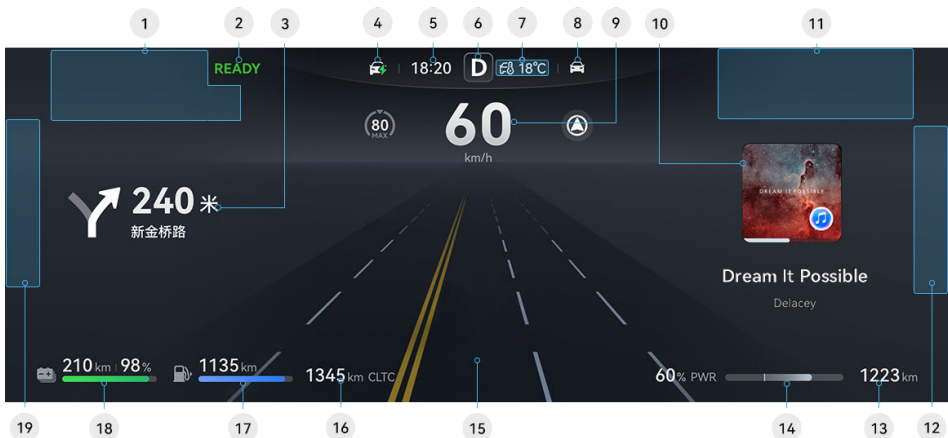 1 2 3 4 5 6 7 8 9 10 11
READY
18:20 D 18°C
80
MAX
60
km/h
240 米
新金桥路
DREAM IT POSSIBLE
Dream It Possible
Delacey
210 km | 98%
1135 km
1345 km CLTC
60% PWR
1223 km
19 18 17 16 15 14 13 12